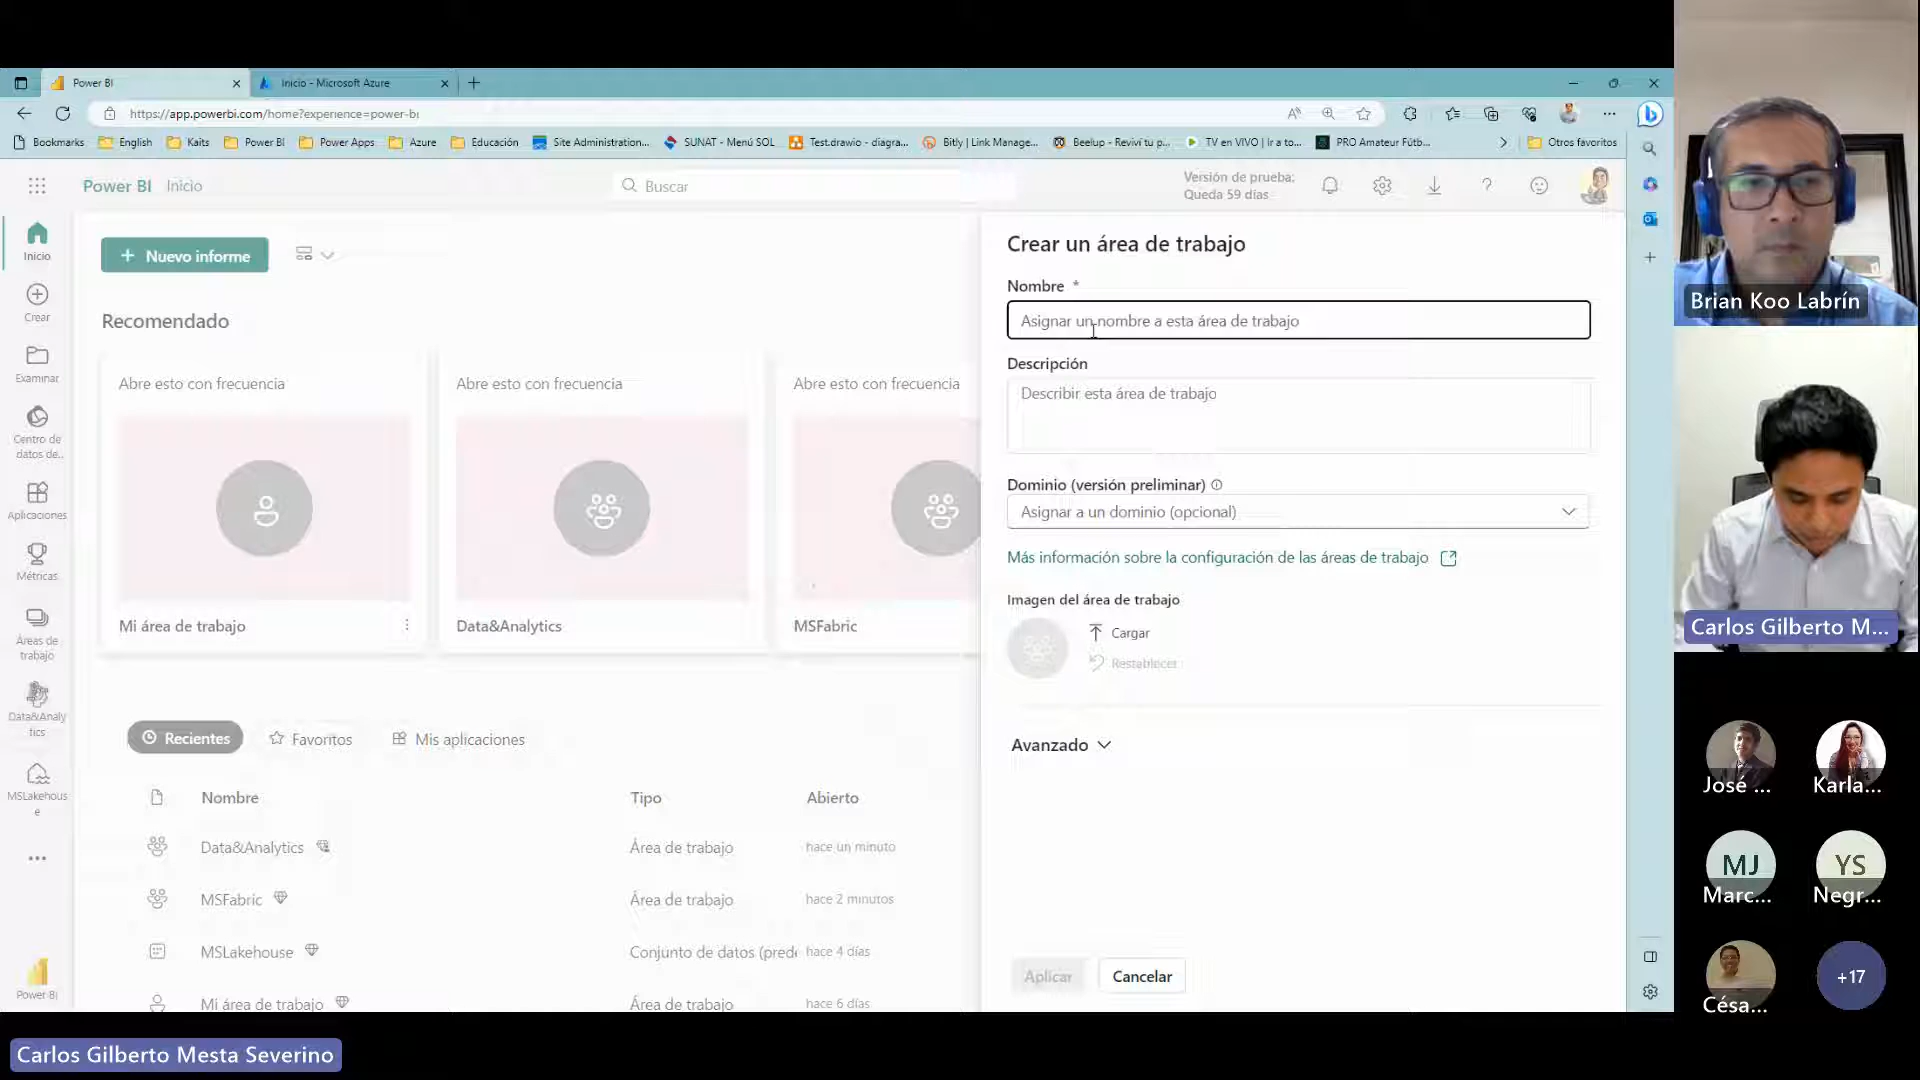 Power BI
Inicio - Microsoft Azure
https://app.powerbi.com/home?experience=power-bi
Bookmarks
English
Kaits
Power BI
Power Apps
Azure
Educación
Site Administration...
SUNAT - Menú SOL
Test.drawio - diagra...
Bitly | Link Manage...
Beelup - Reviví tu p...
TV en VIVO | Ir a to...
PRO Amateur Fútb...
Otros favoritos
Power BI Inicio
Buscar
Versión de prueba:
Queda 59 días
Inicio
Crear
Examinar
Centro de
datos de...
Aplicaciones
Métricas
Áreas de
trabajo
Data&Analy
tics
MSLakehous
e
Power BI
+ Nuevo informe
Recomendado
Abre esto con frecuencia
Mi área de trabajo
Abre esto con frecuencia
Data&Analytics
Abre esto con frecuencia
MSFabric
Recientes
Favoritos
Mis aplicaciones
Nombre Tipo Abierto
Data&Analytics Área de trabajo hace un minuto
MSFabric Área de trabajo hace 2 minutos
MSLakehouse Conjunto de datos (prede hace 4 días
Mi área de trabajo Área de trabajo hace 6 días
Crear un área de trabajo
Nombre *
Asignar un nombre a esta área de trabajo
Descripción
Describir esta área de trabajo
Dominio (versión preliminar)
Asignar a un dominio (opcional)
Más información sobre la configuración de las áreas de trabajo
Imagen del área de trabajo
Cargar
Restablecer
Avanzado
Aplicar
Cancelar
Brian Koo Labrín
Carlos Gilberto M...
José ...
Karla...
MJ
Marc...
YS
Negr...
Césa...
+17
Carlos Gilberto Mesta Severino